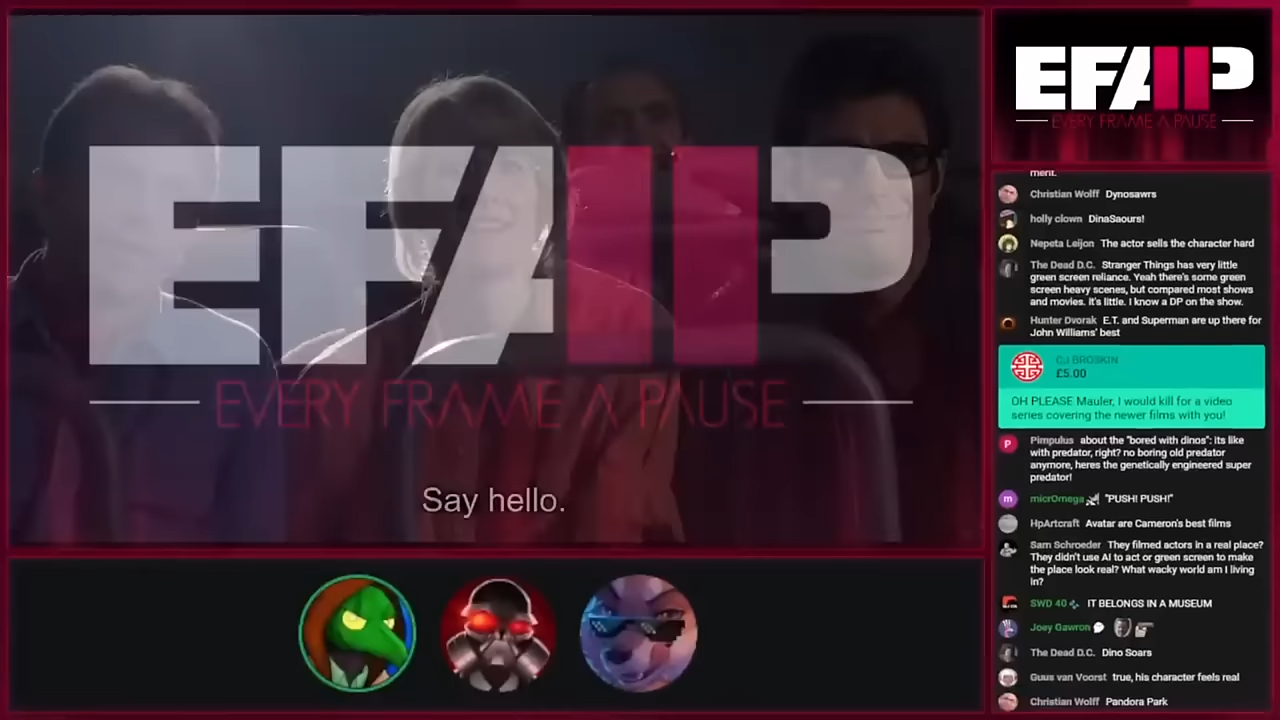 EFAP
EVERY FRAME A PAUSE
Say hello.
EFAP
EVERY FRAME A PAUSE
merit.
Christian Wolff Dynosawrs
holly clown DinaSaours!
Nepeta Leijon The actor sells the character hard
The Dead D.C. Stranger Things has very little
green screen reliance. Yeah there's some green
screen heavy scenes, but compared most shows
and movies. it's little. I know a DP on the show.
Hunter Dvorak E.T. and Superman are up there for
John Williams' best
CJ BROSKIN
£5.00
OH PLEASE Mauler, I would kill for a video
series covering the newer films with you!
P
Pimpulus about the "bored with dinos": its like
with predator, right? no boring old predator
anymore, heres the genetically engineered super
predator!
m
micrOmega "PUSH! PUSH!"
HpArtcraft Avatar are Cameron's best films
Sam Schroeder They filmed actors in a real place?
They didn't use AI to act or green screen to make
the place look real? What wacky world am I living
in?
SWD 40 IT BELONGS IN A MUSEUM
Joey Gawron
The Dead D.C. Dino Soars
Guus van Voorst true, his character feels real
Christian Wolff Pandora Park